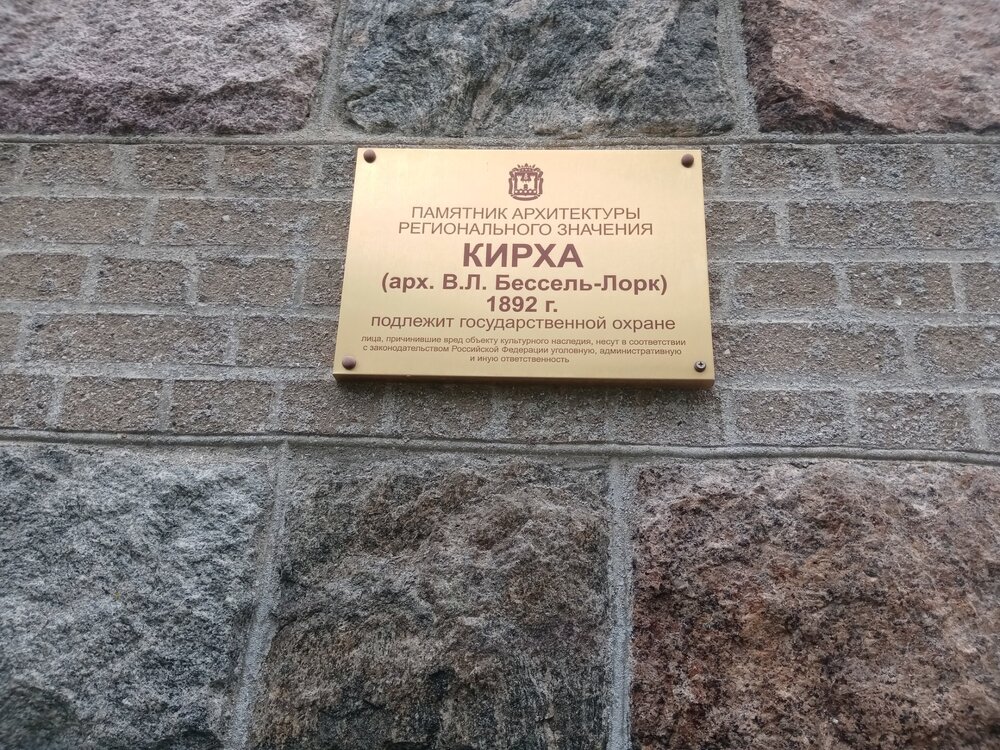 ПАМЯТНИК АРХИТЕКТУРЫ
РЕГИОНАЛЬНОГО ЗНАЧЕНИЯ
КИРХА
(арх. В.Л. Бессель-Лорк)
1892 г.
подлежит государственной охране
лица, причинившие вред объекту культурного наследия, несут в соответствии
с законодательством Российской Федерации уголовную, административную
и иную ответственность